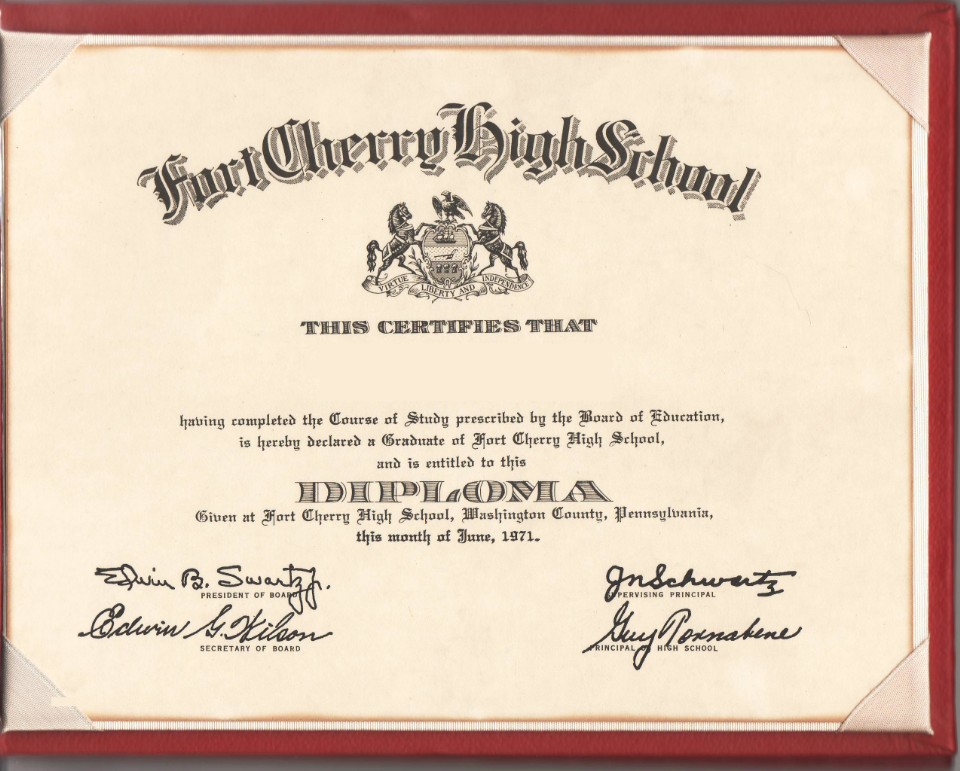 Fort Cherry High School
VIRTUE LIBERTY AND INDEPENDENCE
THIS CERTIFIES THAT
having completed the Course of Study prescribed by the Board of Education,
is hereby declared a Graduate of Fort Cherry High School,
and is entitled to this
DIPLOMA
Given at Fort Cherry High School, Washington County, Pennsylvania,
this month of June, 1971.
Edwin B. Swartz, Jr.
PRESIDENT OF BOARD
Edwin G. Wilson
SECRETARY OF BOARD
JnSchwartz
SUPERVISING PRINCIPAL
Guy Tornabene
PRINCIPAL OF HIGH SCHOOL